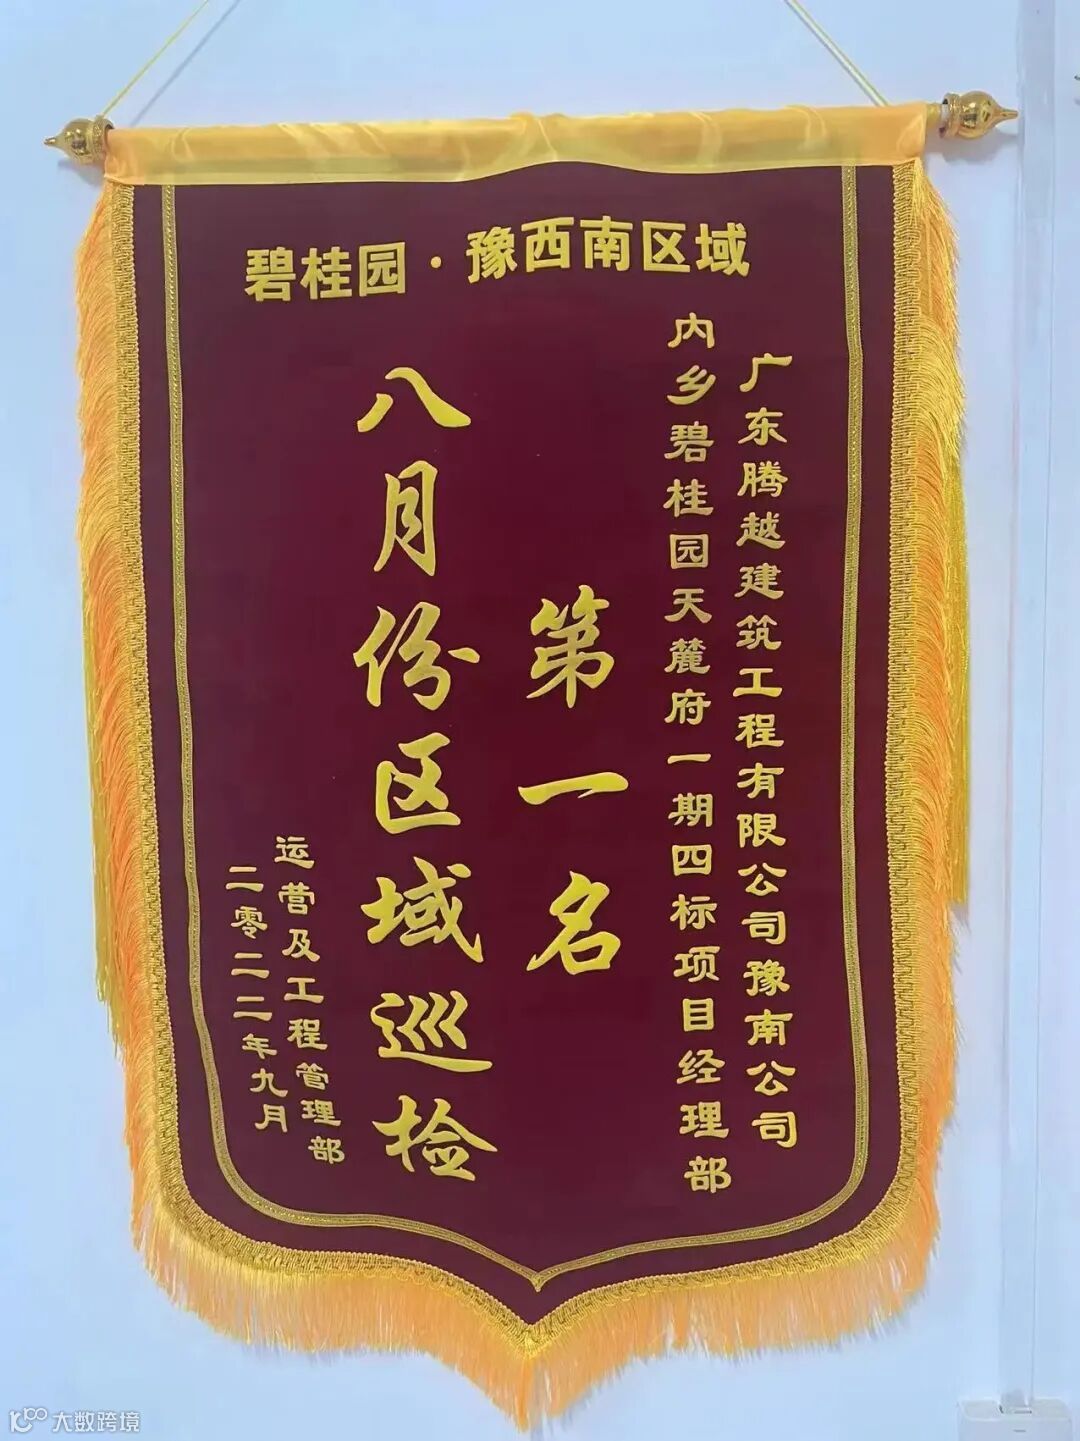 碧桂园·豫西南区域
广东腾越建筑工程有限公司豫南公司
内乡碧桂园天麓府一期四标项目经理部
第一名
八月份区域巡检
运营及工程管理部
二零二二年九月
大数跨境